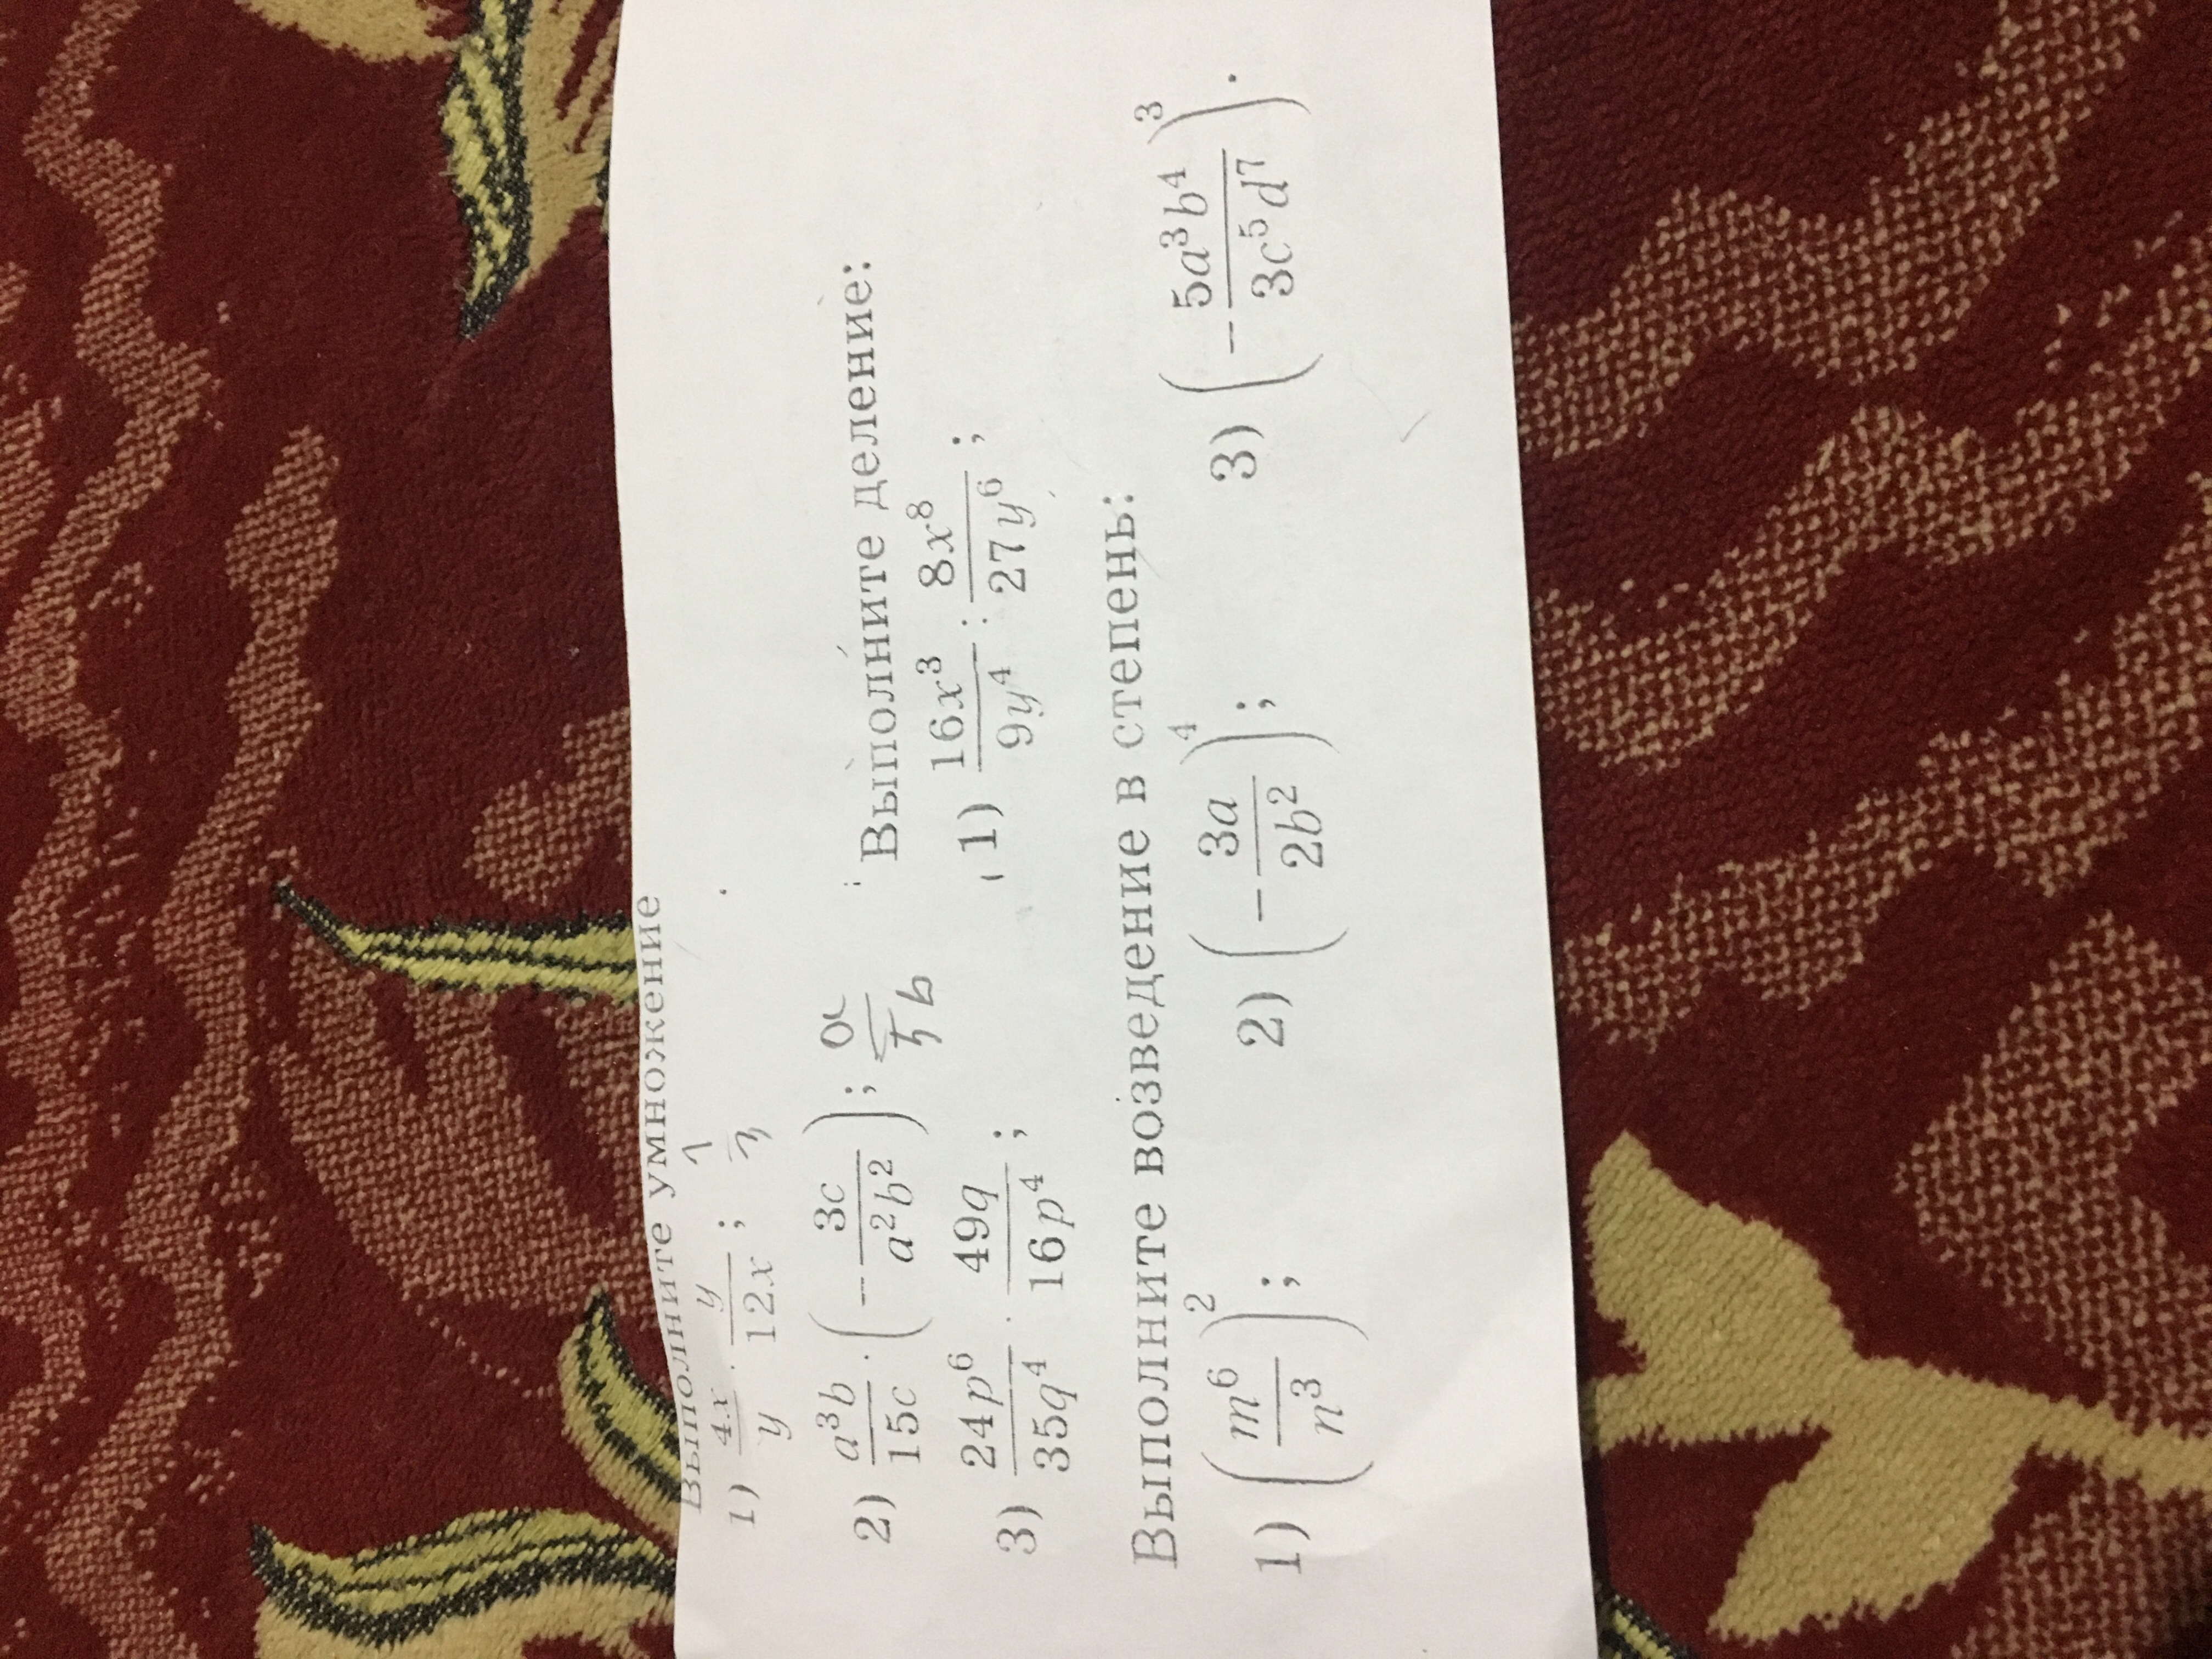 Выполните умножение
1) 4x/y · y/12x; 1/3
2) a³b/15c · (−3c/a²b²); a/5b
3) 24p⁶/35q⁴ · 49q/16p⁴;
Выполните деление:
1) 16x³/9y⁴ : 8x⁸/27y⁶;
Выполните возведение в степень:
1) (m⁶/n³)²; 2) (−3a/2b²)⁴; 3) (−5a³b⁴/3c⁵d⁷)³.